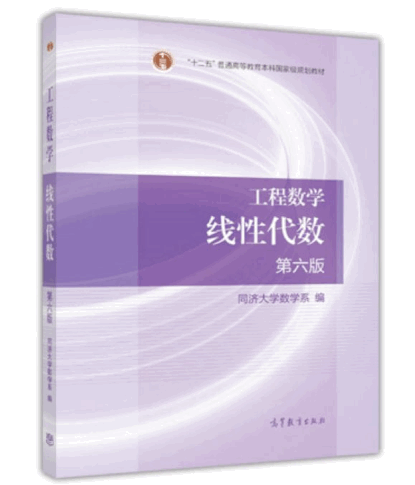 "十二五"普通高等教育本科国家级规划教材
工程数学
线性代数
第六版
同济大学数学系 编
高等教育出版社
工程数学
线性代数
第六版
同济大学数学系 编